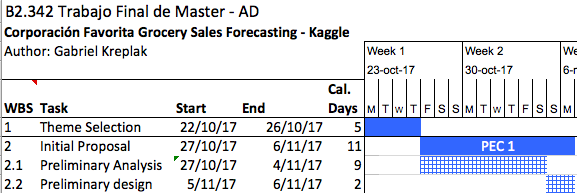 B2.342 Trabajo Final de Master - AD
Corporación Favorita Grocery Sales Forecasting - Kaggle
Author: Gabriel Kreplak
Week 1 Week 2 We
23-oct-17 30-oct-17 6-n
Cal.
WBS Task Start End Days M T W T F S S M T W T F S S M
1 Theme Selection 22/10/17 26/10/17 5
2 Initial Proposal 27/10/17 6/11/17 11 PEC 1
2.1 Preliminary Analysis 27/10/17 4/11/17 9
2.2 Preliminary design 5/11/17 6/11/17 2